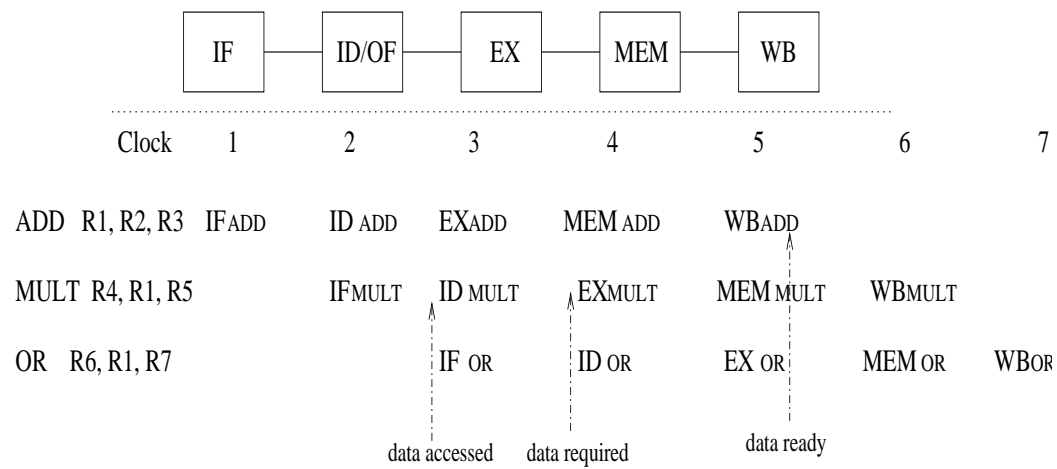 IF ID/OF EX MEM WB
Clock 1 2 3 4 5 6 7
ADD R1, R2, R3 IFADD ID ADD EXADD MEM ADD WBADD
MULT R4, R1, R5 IFMULT ID MULT EXMULT MEM MULT WBMULT
OR R6, R1, R7 IF OR ID OR EX OR MEM OR WBOR
data accessed data required data ready